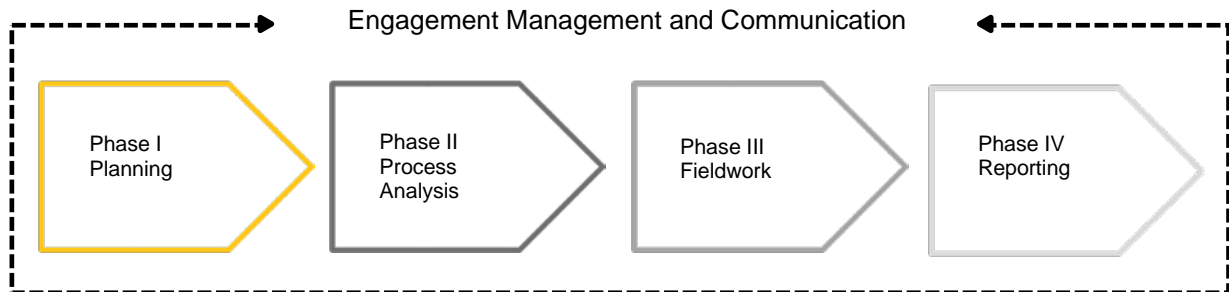 Engagement Management and Communication
Phase I
Planning
Phase II
Process
Analysis
Phase III
Fieldwork
Phase IV
Reporting